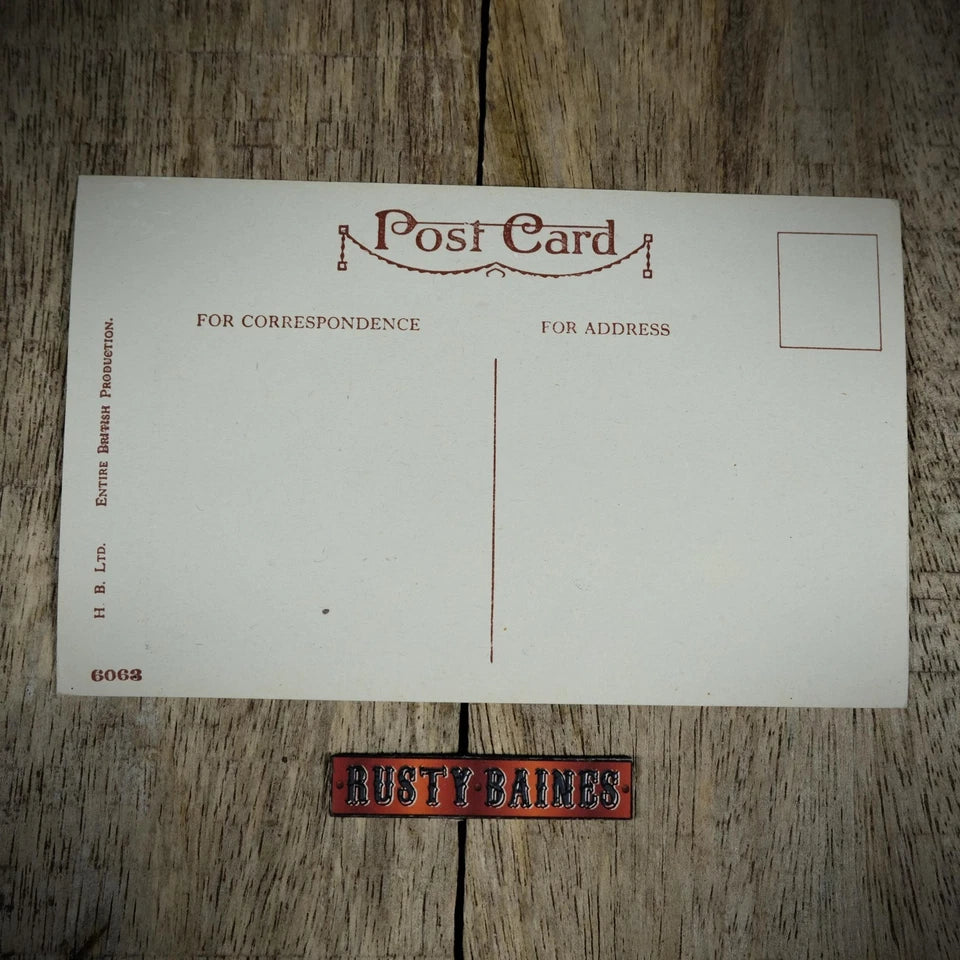 Post Card
FOR CORRESPONDENCE
FOR ADDRESS
H. B. LTD. ENTIRE BRITISH PRODUCTION.
6063
RUSTY BAINES